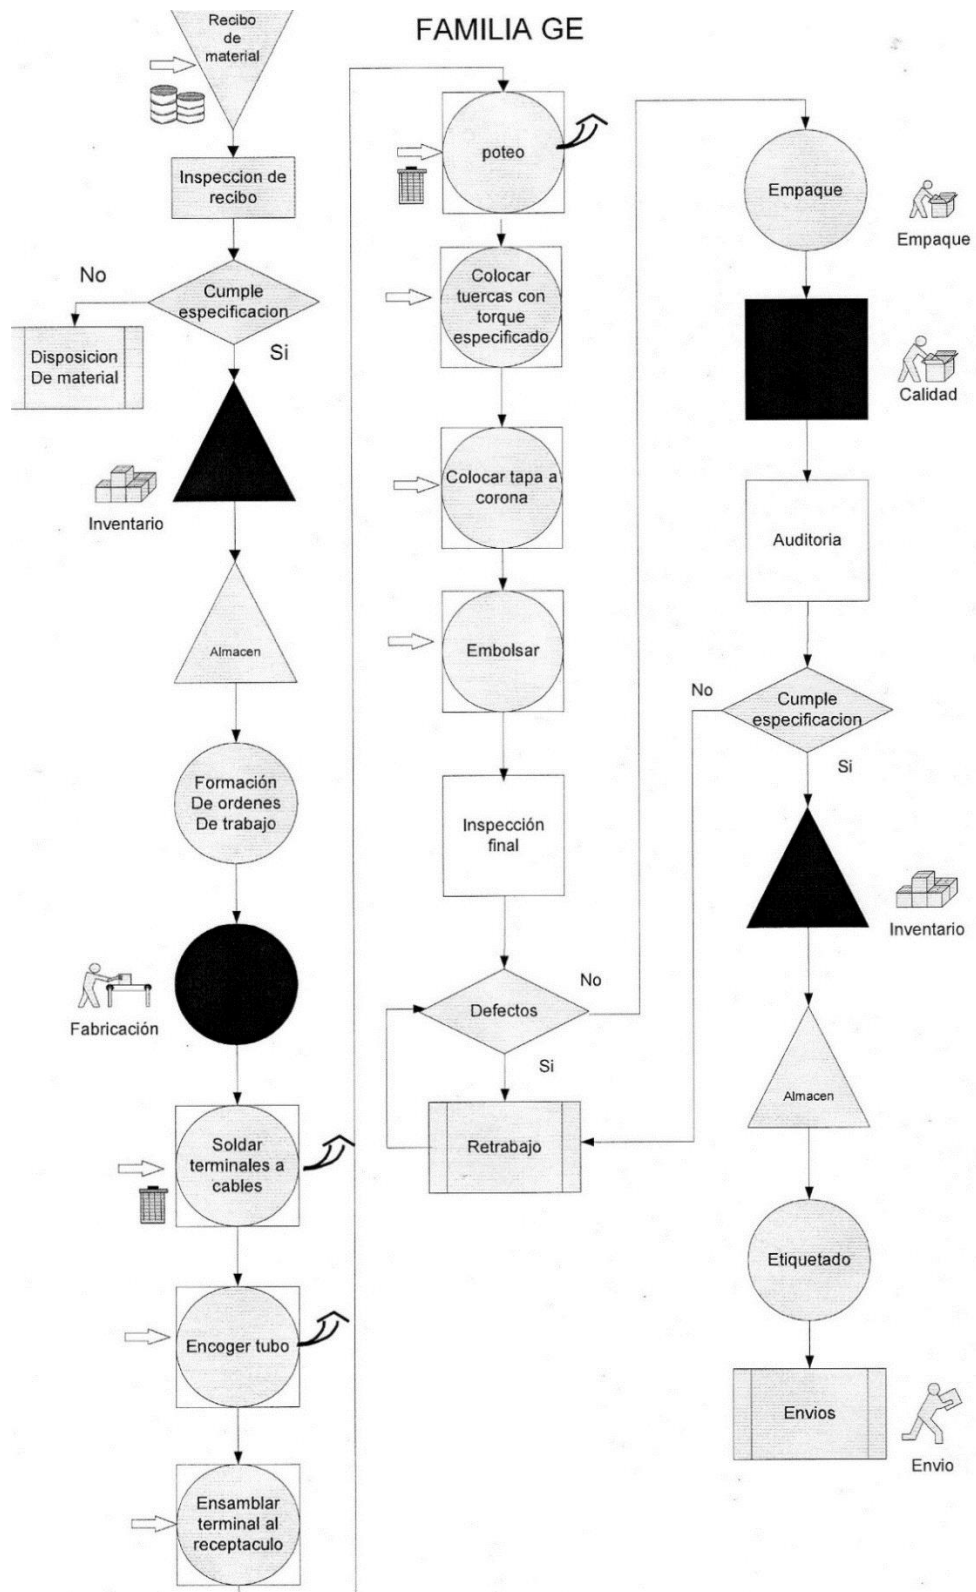 FAMILIA GE
Recibo
de
material
Inspeccion de
recibo
Cumple
especificacion
No
Si
Disposicion
De material
Inventario
Almacen
Formación
De ordenes
De trabajo
Fabricación
Soldar
terminales a
cables
Encoger tubo
Ensamblar
terminal al
receptaculo
poteo
Colocar
tuercas con
torque
especificado
Colocar tapa a
corona
Embolsar
Inspección
final
Defectos
No
Si
Retrabajo
Empaque
Empaque
Calidad
Auditoria
Cumple
especificacion
No
Si
Inventario
Almacen
Etiquetado
Envios
Envio